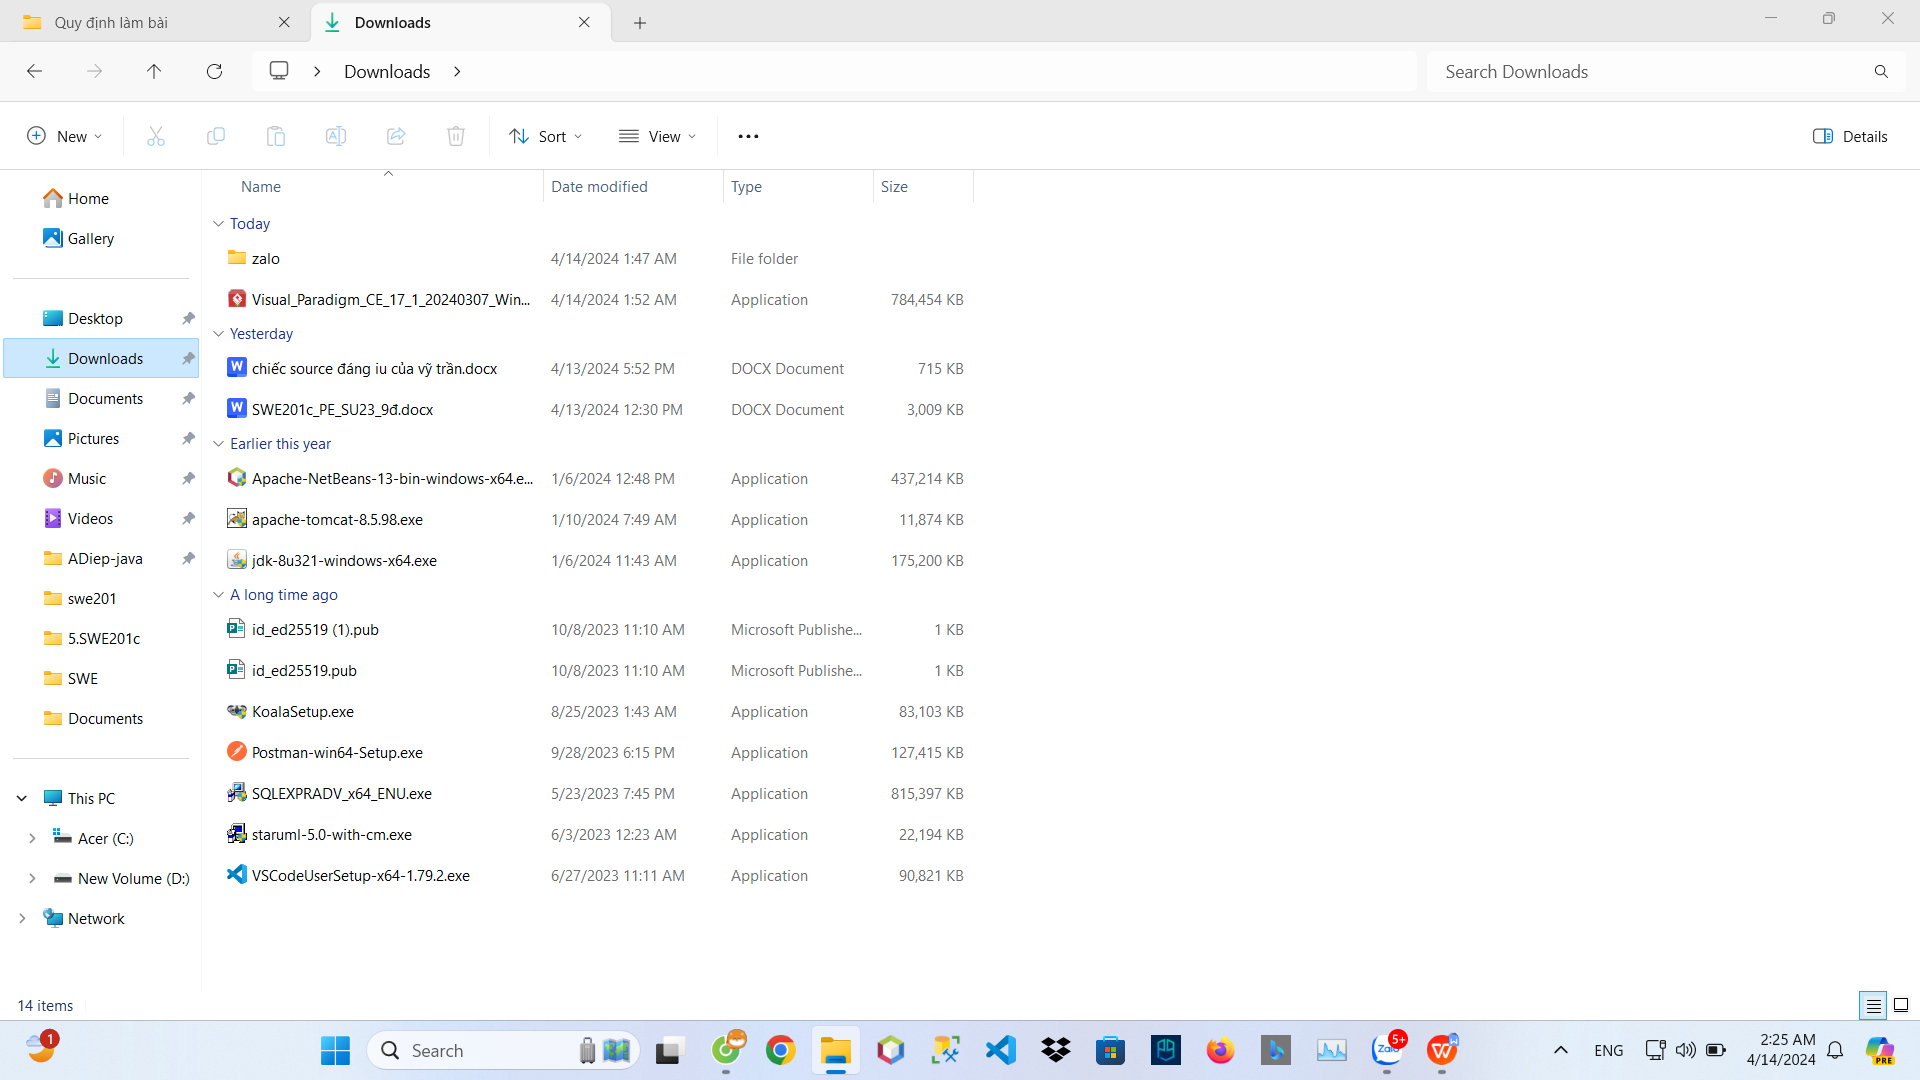 Quy định làm bài
Downloads
Downloads
Search Downloads
New
Sort
View
Details
Name Date modified Type Size
Home
Gallery
Desktop
Downloads
Documents
Pictures
Music
Videos
ADiep-java
swe201
5.SWE201c
SWE
Documents
This PC
Acer (C:)
New Volume (D:)
Network
Today
zalo 4/14/2024 1:47 AM File folder
Visual_Paradigm_CE_17_1_20240307_Win... 4/14/2024 1:52 AM Application 784,454 KB
Yesterday
chiếc source đáng iu của vỹ trần.docx 4/13/2024 5:52 PM DOCX Document 715 KB
SWE201c_PE_SU23_9đ.docx 4/13/2024 12:30 PM DOCX Document 3,009 KB
Earlier this year
Apache-NetBeans-13-bin-windows-x64.e... 1/6/2024 12:48 PM Application 437,214 KB
apache-tomcat-8.5.98.exe 1/10/2024 7:49 AM Application 11,874 KB
jdk-8u321-windows-x64.exe 1/6/2024 11:43 AM Application 175,200 KB
A long time ago
id_ed25519 (1).pub 10/8/2023 11:10 AM Microsoft Publishe... 1 KB
id_ed25519.pub 10/8/2023 11:10 AM Microsoft Publishe... 1 KB
KoalaSetup.exe 8/25/2023 1:43 AM Application 83,103 KB
Postman-win64-Setup.exe 9/28/2023 6:15 PM Application 127,415 KB
SQLEXPRADV_x64_ENU.exe 5/23/2023 7:45 PM Application 815,397 KB
staruml-5.0-with-cm.exe 6/3/2023 12:23 AM Application 22,194 KB
VSCodeUserSetup-x64-1.79.2.exe 6/27/2023 11:11 AM Application 90,821 KB
14 items
1
Search
Zalo
5+
ENG
2:25 AM
4/14/2024
PRE